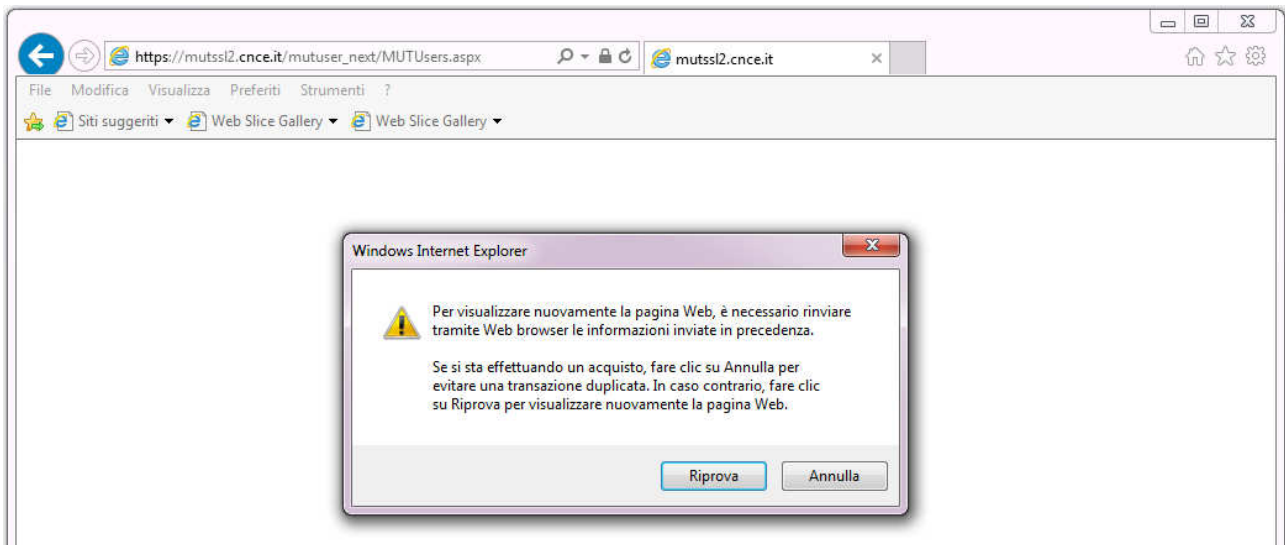 https://mutssl2.cnce.it/mutuser_next/MUTUsers.aspx
mutssl2.cnce.it
File Modifica Visualizza Preferiti Strumenti ?
Siti suggeriti Web Slice Gallery Web Slice Gallery
Windows Internet Explorer
Per visualizzare nuovamente la pagina Web, è necessario rinviare
tramite Web browser le informazioni inviate in precedenza.
Se si sta effettuando un acquisto, fare clic su Annulla per
evitare una transazione duplicata. In caso contrario, fare clic
su Riprova per visualizzare nuovamente la pagina Web.
Riprova Annulla